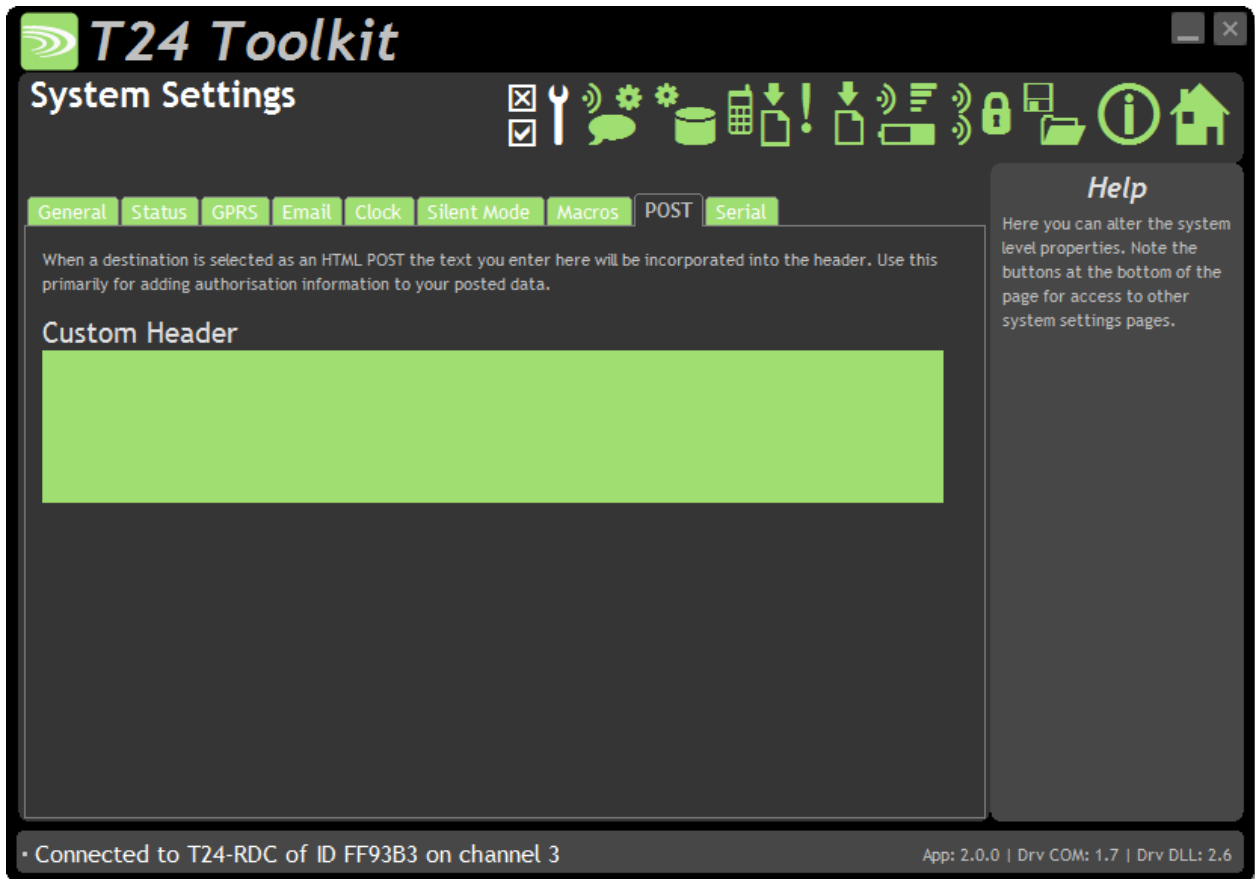 T24 Toolkit
System Settings
General Status GPRS Email Clock Silent Mode Macros POST Serial
When a destination is selected as an HTML POST the text you enter here will be incorporated into the header. Use this
primarily for adding authorisation information to your posted data.
Custom Header
Help
Here you can alter the system
level properties. Note the
buttons at the bottom of the
page for access to other
system settings pages.
Connected to T24-RDC of ID FF93B3 on channel 3
App: 2.0.0 | Drv COM: 1.7 | Drv DLL: 2.6